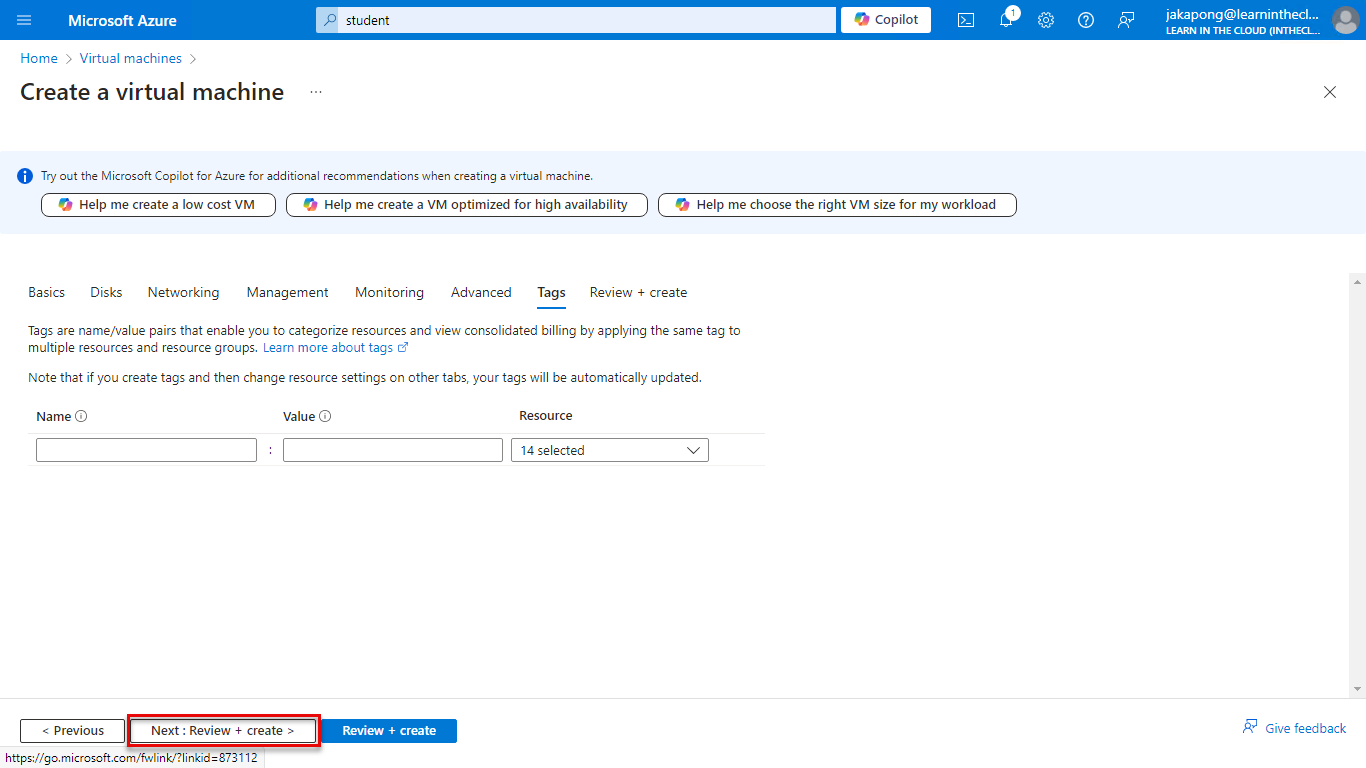 Microsoft Azure
student
Copilot
1
jakapong@learninthecl...
LEARN IN THE CLOUD (INTHECL...
Home > Virtual machines >
Create a virtual machine ...
Try out the Microsoft Copilot for Azure for additional recommendations when creating a virtual machine.
Help me create a low cost VM
Help me create a VM optimized for high availability
Help me choose the right VM size for my workload
Basics Disks Networking Management Monitoring Advanced Tags Review + create
Tags are name/value pairs that enable you to categorize resources and view consolidated billing by applying the same tag to
multiple resources and resource groups. Learn more about tags
Note that if you create tags and then change resource settings on other tabs, your tags will be automatically updated.
Name Value Resource
: 14 selected
< Previous
Next : Review + create >
Review + create
Give feedback
https://go.microsoft.com/fwlink/?linkid=873112